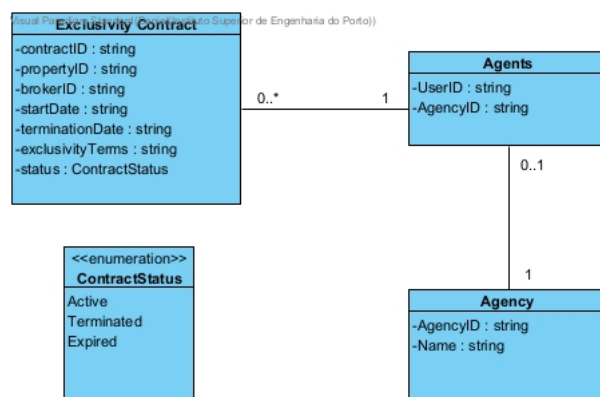 Exclusivity Contract
-contractID : string
-propertyID : string
-brokerID : string
-startDate : string
-terminationDate : string
-exclusivityTerms : string
-status : ContractStatus
0..*
1
Agents
-UserID : string
-AgencyID : string
0..1
1
<<enumeration>>
ContractStatus
Active
Terminated
Expired
Agency
-AgencyID : string
-Name : string